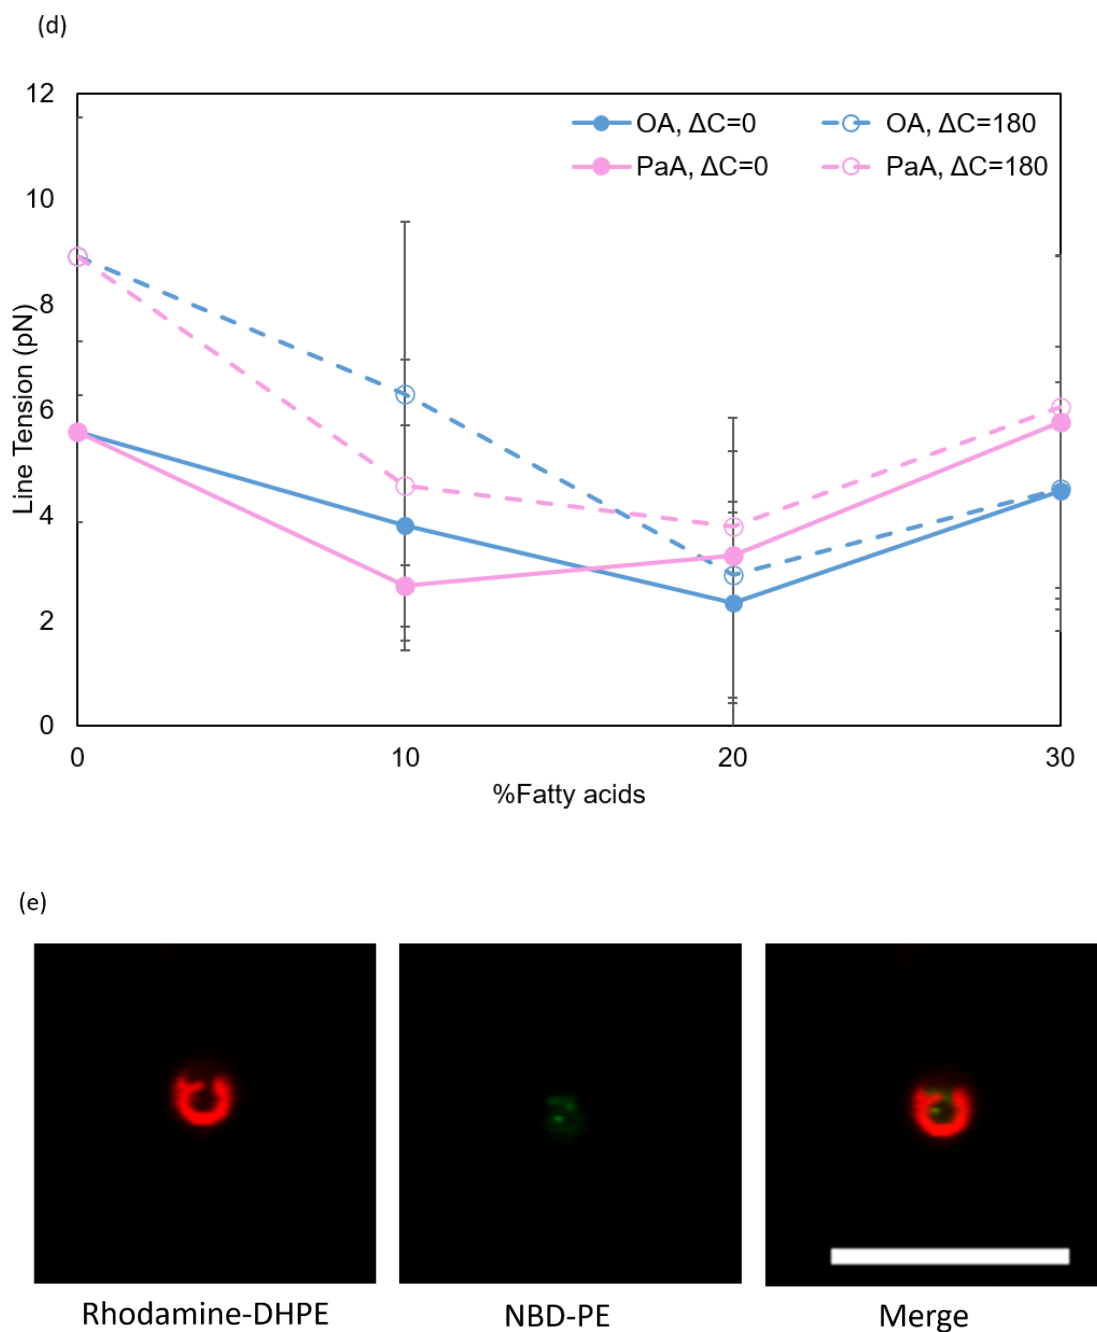 (d)
12
OA, ΔC=0
OA, ΔC=180
PaA, ΔC=0
PaA, ΔC=180
10
8
6
4
2
0
Line Tension (pN)
0
10
20
30
%Fatty acids
(e)
Rhodamine-DHPE
NBD-PE
Merge